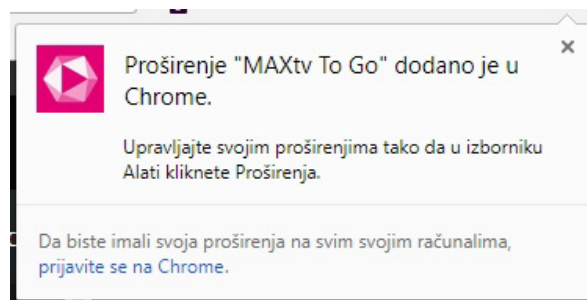 Proširenje "MAXtv To Go" dodano je u
Chrome.
Upravljajte svojim proširenjima tako da u izborniku
Alati kliknete Proširenja.
Da biste imali svoja proširenja na svim svojim računalima,
prijavite se na Chrome.